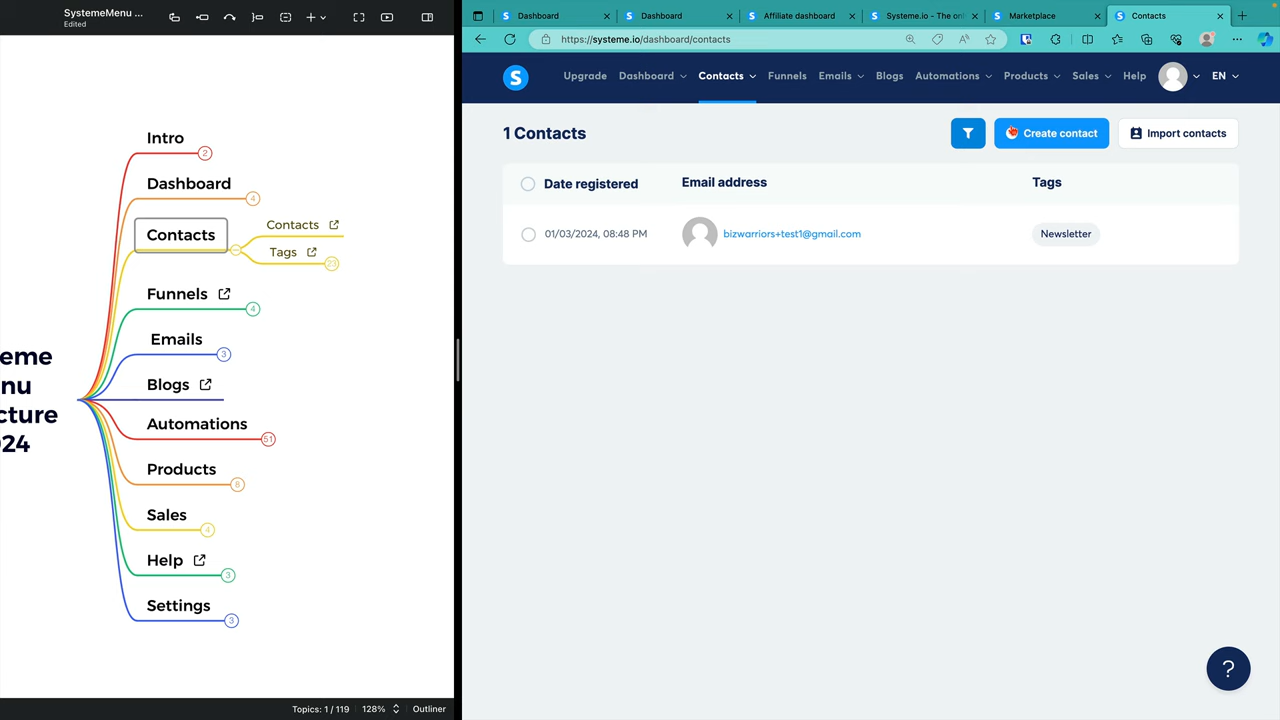 SystemeMenu ...
Edited
Intro
2
Dashboard
4
Contacts
Contacts
Tags
23
Funnels
4
Emails
3
Blogs
Automations
51
Products
8
Sales
4
Help
3
Settings
3
eme
nu
cture
024
Topics: 1 / 119
128%
Outliner
Dashboard
Dashboard
Affiliate dashboard
Systeme.io - The onl
Marketplace
Contacts
https://systeme.io/dashboard/contacts
S
Upgrade
Dashboard
Contacts
Funnels
Emails
Blogs
Automations
Products
Sales
Help
EN
1 Contacts
Create contact
Import contacts
Date registered
Email address
Tags
01/03/2024, 08:48 PM
bizwarriors+test1@gmail.com
Newsletter
?